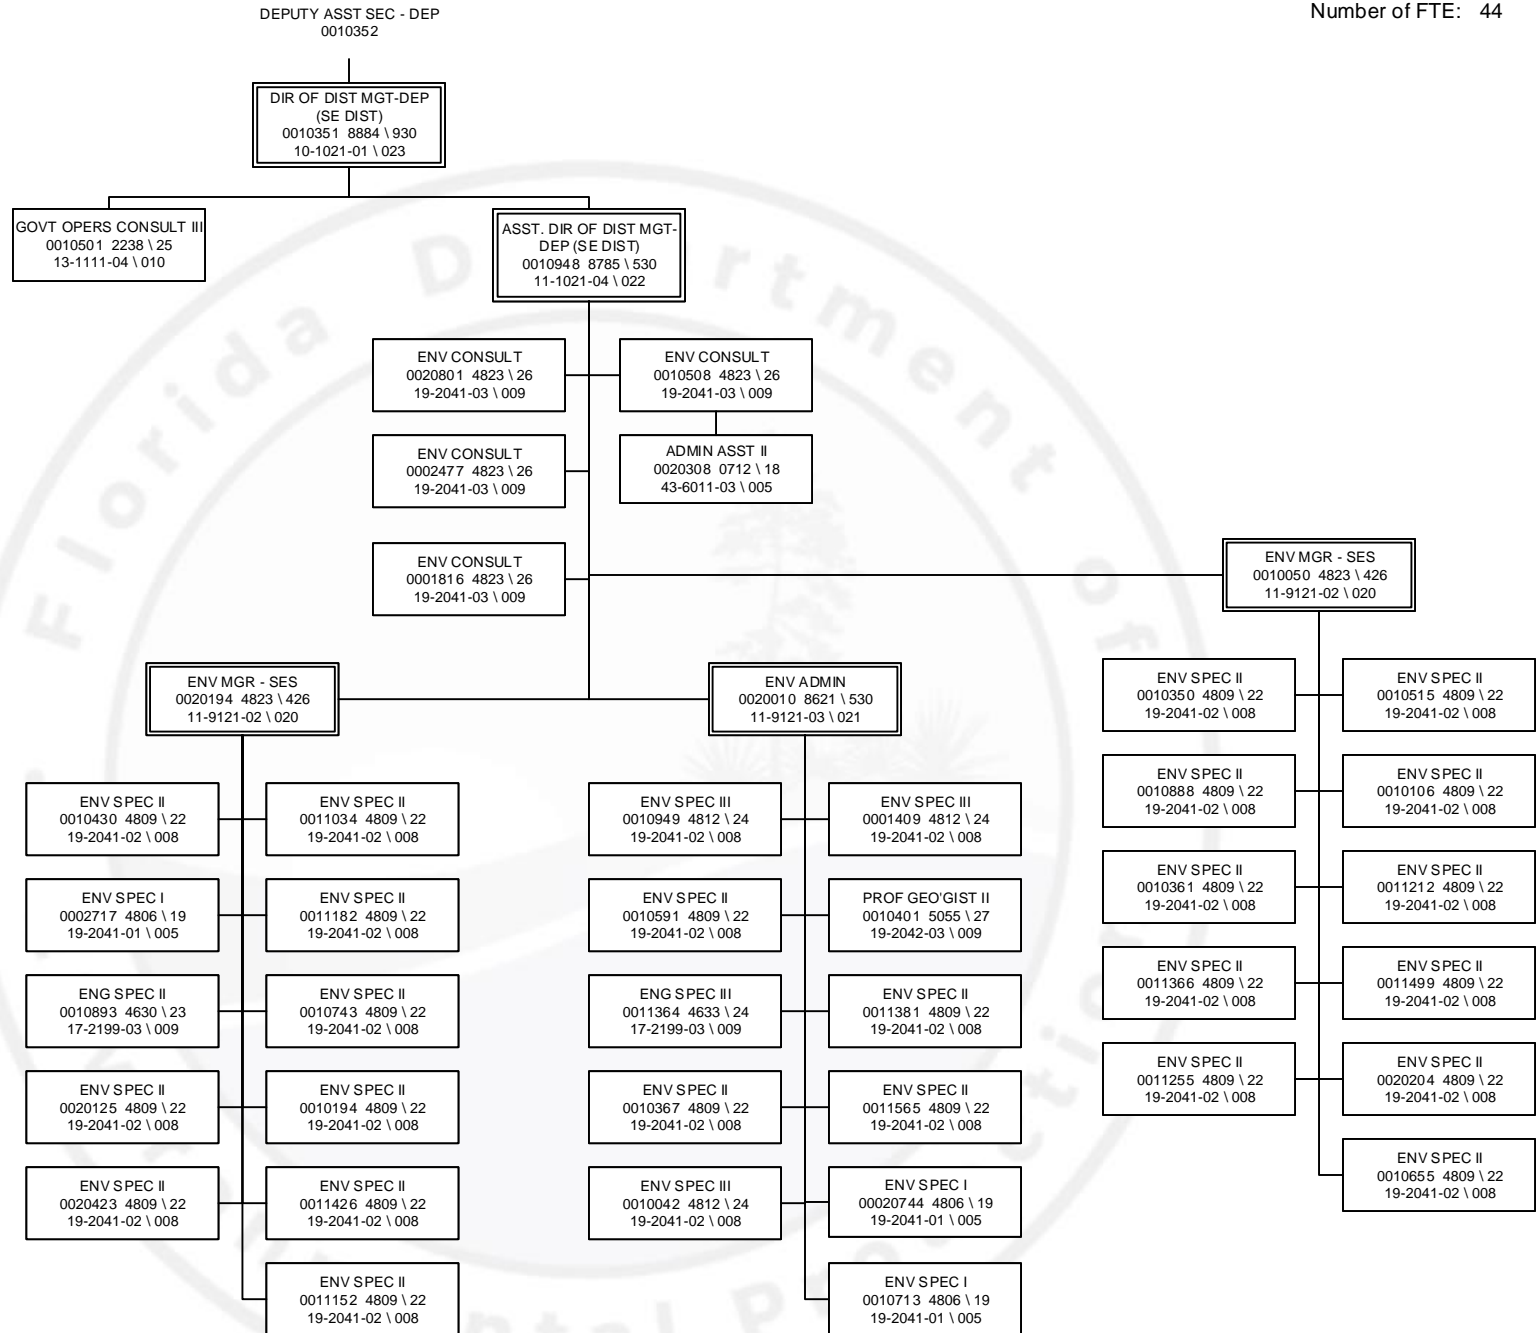 Number of FTE: 44
DEPUTY ASST SEC - DEP
0010352
DIR OF DIST MGT-DEP
(SE DIST)
0010351 8884 \ 930
10-1021-01 \ 023
GOVT OPERS CONSULT III
0010501 2238 \ 25
13-1111-04 \ 010
ASST. DIR OF DIST MGT-
DEP (SE DIST)
0010948 8785 \ 530
11-1021-04 \ 022
ENV CONSULT
0020801 4823 \ 26
19-2041-03 \ 009
ENV CONSULT
0010508 4823 \ 26
19-2041-03 \ 009
ENV CONSULT
0002477 4823 \ 26
19-2041-03 \ 009
ADMIN ASST II
0020308 0712 \ 18
43-6011-03 \ 005
ENV CONSULT
0001816 4823 \ 26
19-2041-03 \ 009
ENV MGR - SES
0010050 4823 \ 426
11-9121-02 \ 020
ENV MGR - SES
0020194 4823 \ 426
11-9121-02 \ 020
ENV ADMIN
0020010 8621 \ 530
11-9121-03 \ 021
ENV SPEC II
0010430 4809 \ 22
19-2041-02 \ 008
ENV SPEC II
0011034 4809 \ 22
19-2041-02 \ 008
ENV SPEC I
0002717 4806 \ 19
19-2041-01 \ 005
ENV SPEC II
0011182 4809 \ 22
19-2041-02 \ 008
ENG SPEC II
0010893 4630 \ 23
17-2199-03 \ 009
ENV SPEC II
0010743 4809 \ 22
19-2041-02 \ 008
ENV SPEC II
0020125 4809 \ 22
19-2041-02 \ 008
ENV SPEC II
0010194 4809 \ 22
19-2041-02 \ 008
ENV SPEC II
0020423 4809 \ 22
19-2041-02 \ 008
ENV SPEC II
0011426 4809 \ 22
19-2041-02 \ 008
ENV SPEC II
0011152 4809 \ 22
19-2041-02 \ 008
ENV SPEC III
0010949 4812 \ 24
19-2041-02 \ 008
ENV SPEC III
0001409 4812 \ 24
19-2041-02 \ 008
ENV SPEC II
0010591 4809 \ 22
19-2041-02 \ 008
PROF GEO'GIST II
0010401 5055 \ 27
19-2042-03 \ 009
ENG SPEC III
0011364 4633 \ 24
17-2199-03 \ 009
ENV SPEC II
0011381 4809 \ 22
19-2041-02 \ 008
ENV SPEC II
0010367 4809 \ 22
19-2041-02 \ 008
ENV SPEC II
0011565 4809 \ 22
19-2041-02 \ 008
ENV SPEC III
0010042 4812 \ 24
19-2041-02 \ 008
ENV SPEC I
00020744 4806 \ 19
19-2041-01 \ 005
ENV SPEC I
0010713 4806 \ 19
19-2041-01 \ 005
ENV SPEC II
0010350 4809 \ 22
19-2041-02 \ 008
ENV SPEC II
0010515 4809 \ 22
19-2041-02 \ 008
ENV SPEC II
0010888 4809 \ 22
19-2041-02 \ 008
ENV SPEC II
0010106 4809 \ 22
19-2041-02 \ 008
ENV SPEC II
0010361 4809 \ 22
19-2041-02 \ 008
ENV SPEC II
0011212 4809 \ 22
19-2041-02 \ 008
ENV SPEC II
0011366 4809 \ 22
19-2041-02 \ 008
ENV SPEC II
0011499 4809 \ 22
19-2041-02 \ 008
ENV SPEC II
0011255 4809 \ 22
19-2041-02 \ 008
ENV SPEC II
0020204 4809 \ 22
19-2041-02 \ 008
ENV SPEC II
0010655 4809 \ 22
19-2041-02 \ 008
Florida Department of